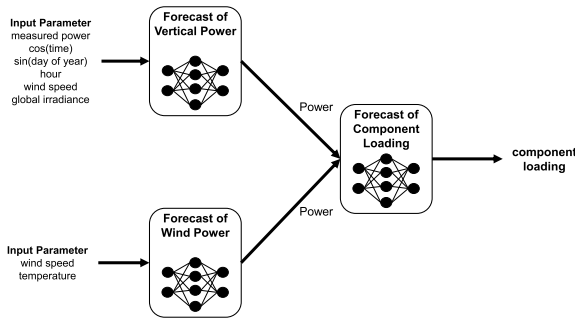 Input Parameter
measured power
cos(time)
sin(day of year)
hour
wind speed
global irradiance
Forecast of
Vertical Power
Power
Forecast of
Component
Loading
component
loading
Power
Forecast of
Wind Power
Input Parameter
wind speed
temperature